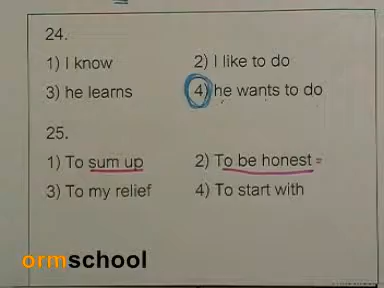 24.
1) I know 2) I like to do
3) he learns 4) he wants to do
25.
1) To sum up 2) To be honest =
3) To my relief 4) To start with
ormschool